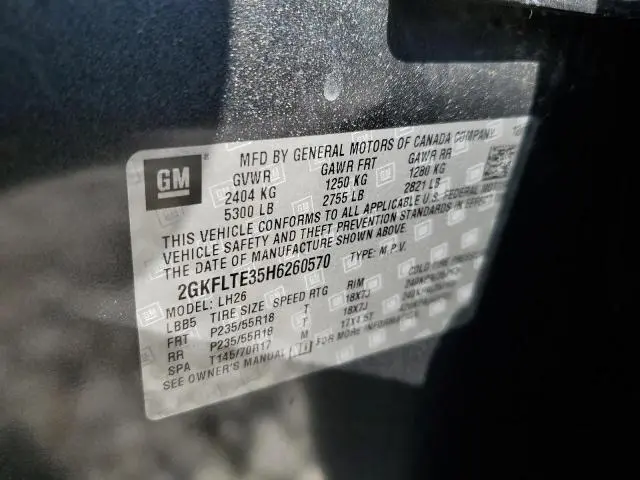 GM
MFD BY GENERAL MOTORS OF CANADA COMPANY
GVWR GAWR FRT GAWR RR
2404 KG 1250 KG 1280 KG
5300 LB 2755 LB 2821 LB
THIS VEHICLE CONFORMS TO ALL APPLICABLE U.S. FEDERAL MOTOR
VEHICLE SAFETY AND THEFT PREVENTION STANDARDS IN EFFECT ON
THE DATE OF MANUFACTURE SHOWN ABOVE.
2GKFLTE35H6260570 TYPE: M.P.V.
MODEL: LH26
LBB5 TIRE SIZE SPEED RTG RIM
FRT P235/55R18 T 18X7J
RR P235/55R18 T 18X7J
SPA T145/70R17 M 17X4.5T
SEE OWNER'S MANUAL FOR MORE INFORMATION